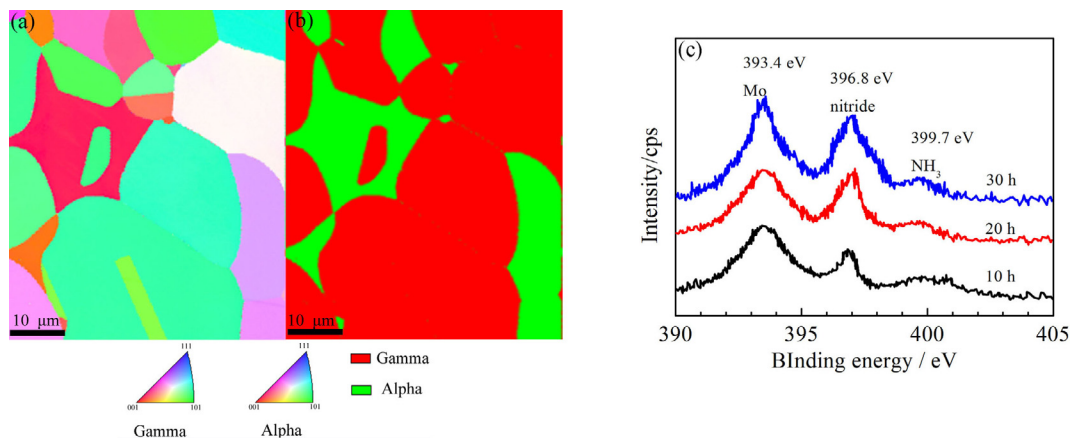 (a)
(b)
10 μm
10 μm
111
001
101
Gamma
111
001
101
Alpha
Gamma
Alpha
(c)
393.4 eV
Mo
396.8 eV
nitride
399.7 eV
NH3
30 h
20 h
10 h
Intensity/cps
390
395
400
405
BInding energy / eV